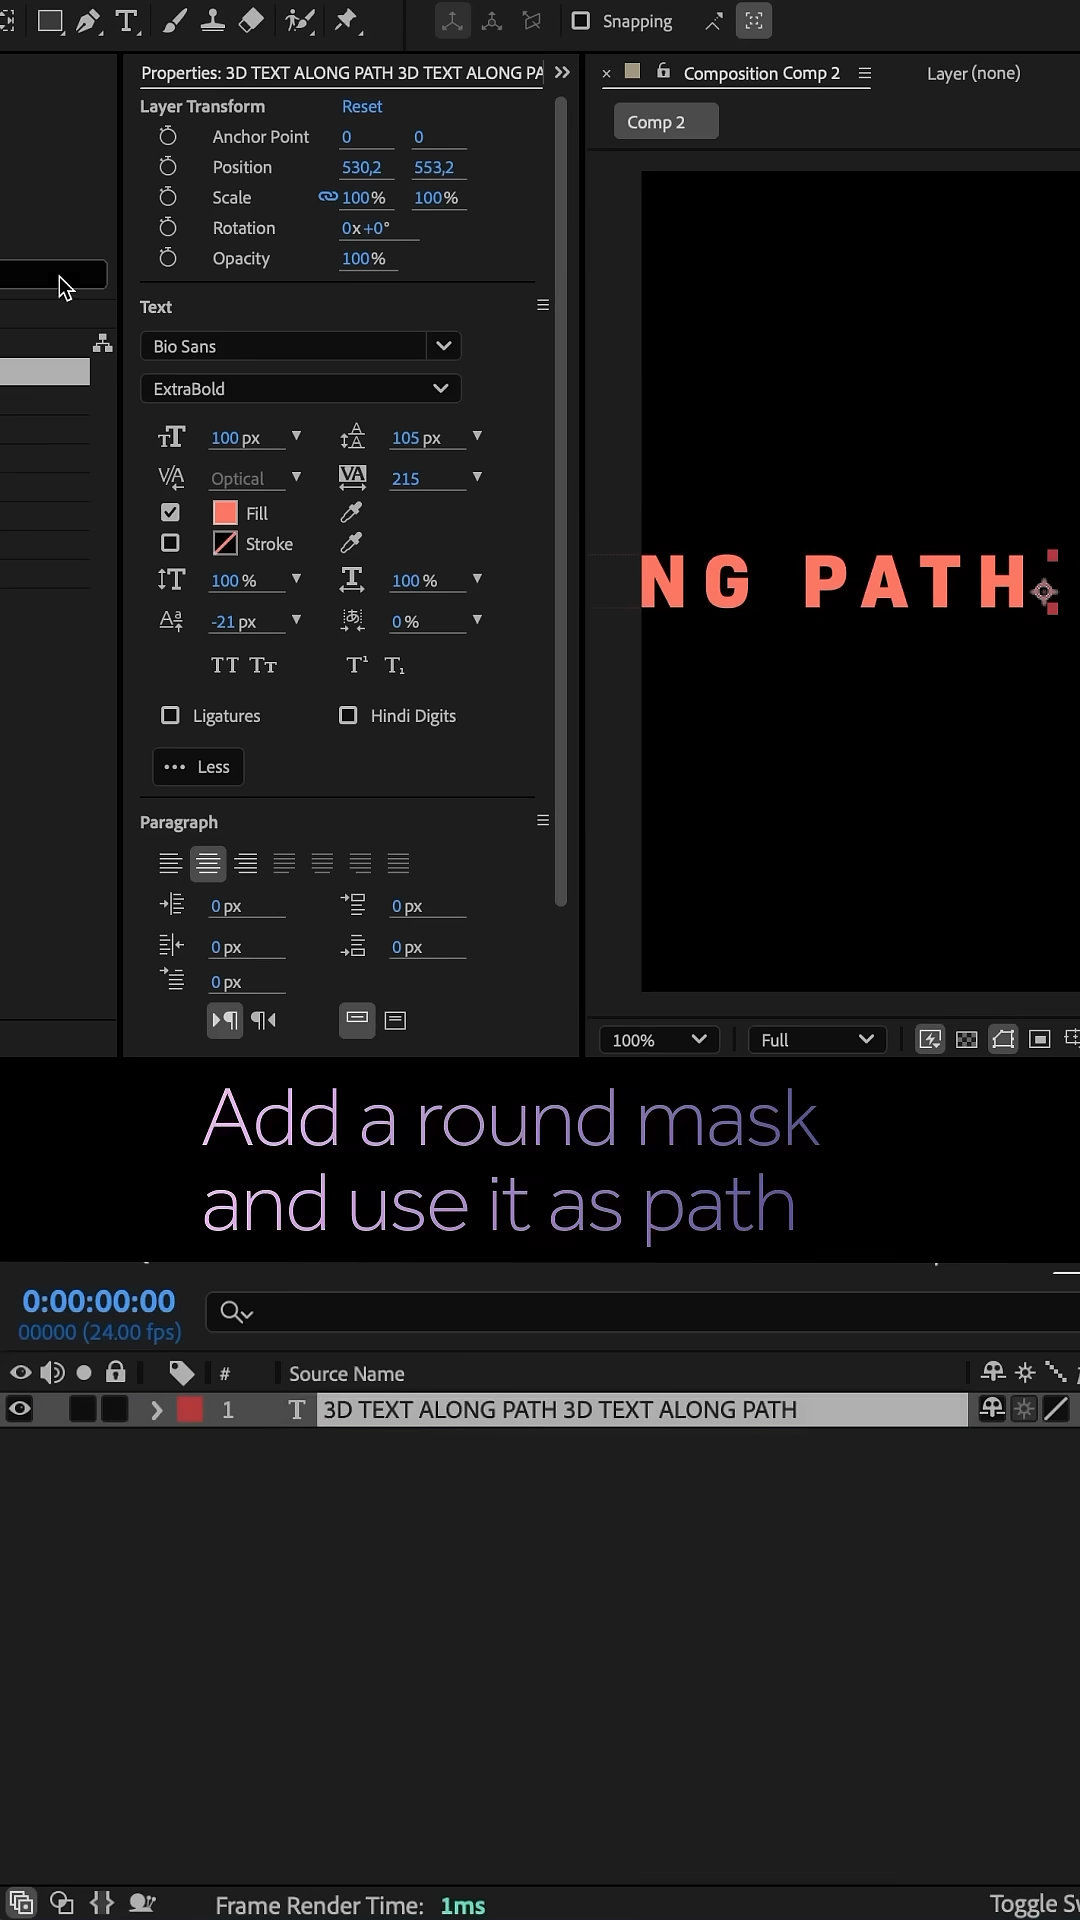 Snapping
Properties: 3D TEXT ALONG PATH 3D TEXT ALONG PA
Composition Comp 2
Layer (none)
Comp 2
Layer Transform Reset
Anchor Point 0 0
Position 530,2 553,2
Scale 100% 100%
Rotation 0x+0°
Opacity 100%
Text
Bio Sans
ExtraBold
100 px 105 px
Optical 215
Fill
Stroke
100 % 100 %
-21 px 0 %
Ligatures Hindi Digits
Less
Paragraph
0 px 0 px
0 px 0 px
0 px
NG PATH
100% Full
Add a round mask
and use it as path
0:00:00:00
00000 (24.00 fps)
# Source Name
1 3D TEXT ALONG PATH 3D TEXT ALONG PATH
Frame Render Time: 1ms
Toggle Sw